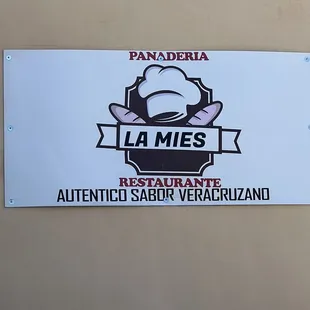 PANADERIA
LA MIES
RESTAURANTE
AUTENTICO SABOR VERACRUZANO